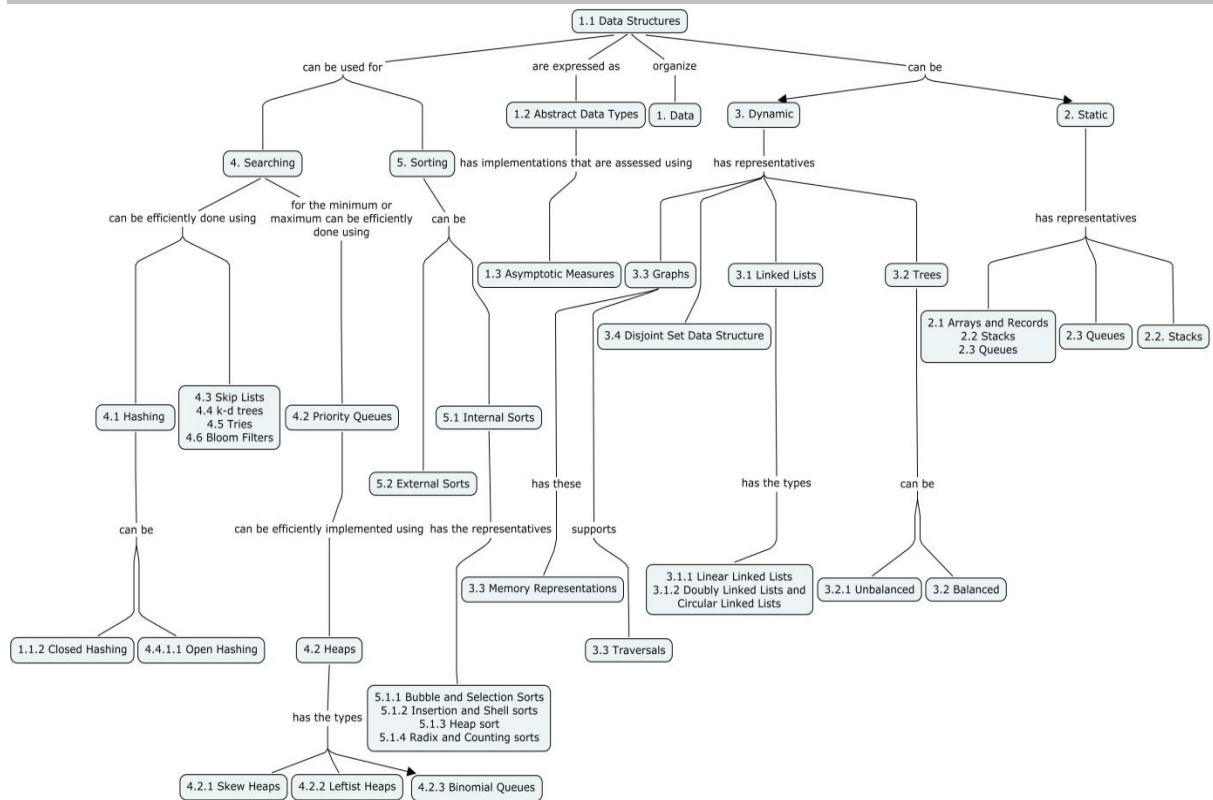 1.1 Data Structures
can be used for
are expressed as
organize
can be
1.2 Abstract Data Types
1. Data
3. Dynamic
2. Static
4. Searching
5. Sorting
has implementations that are assessed using
has representatives
can be efficiently done using
for the minimum or
maximum can be efficiently
done using
can be
has representatives
1.3 Asymptotic Measures
3.3 Graphs
3.1 Linked Lists
3.2 Trees
3.4 Disjoint Set Data Structure
2.1 Arrays and Records
2.2 Stacks
2.3 Queues
2.3 Queues
2.2. Stacks
4.1 Hashing
4.3 Skip Lists
4.4 k-d trees
4.5 Tries
4.6 Bloom Filters
4.2 Priority Queues
5.1 Internal Sorts
5.2 External Sorts
has these
has the types
can be
can be
can be efficiently implemented using
has the representatives
supports
3.3 Memory Representations
3.1.1 Linear Linked Lists
3.1.2 Doubly Linked Lists and
Circular Linked Lists
3.2.1 Unbalanced
3.2 Balanced
1.1.2 Closed Hashing
4.4.1.1 Open Hashing
4.2 Heaps
3.3 Traversals
5.1.1 Bubble and Selection Sorts
5.1.2 Insertion and Shell sorts
5.1.3 Heap sort
5.1.4 Radix and Counting sorts
has the types
4.2.1 Skew Heaps
4.2.2 Leftist Heaps
4.2.3 Binomial Queues